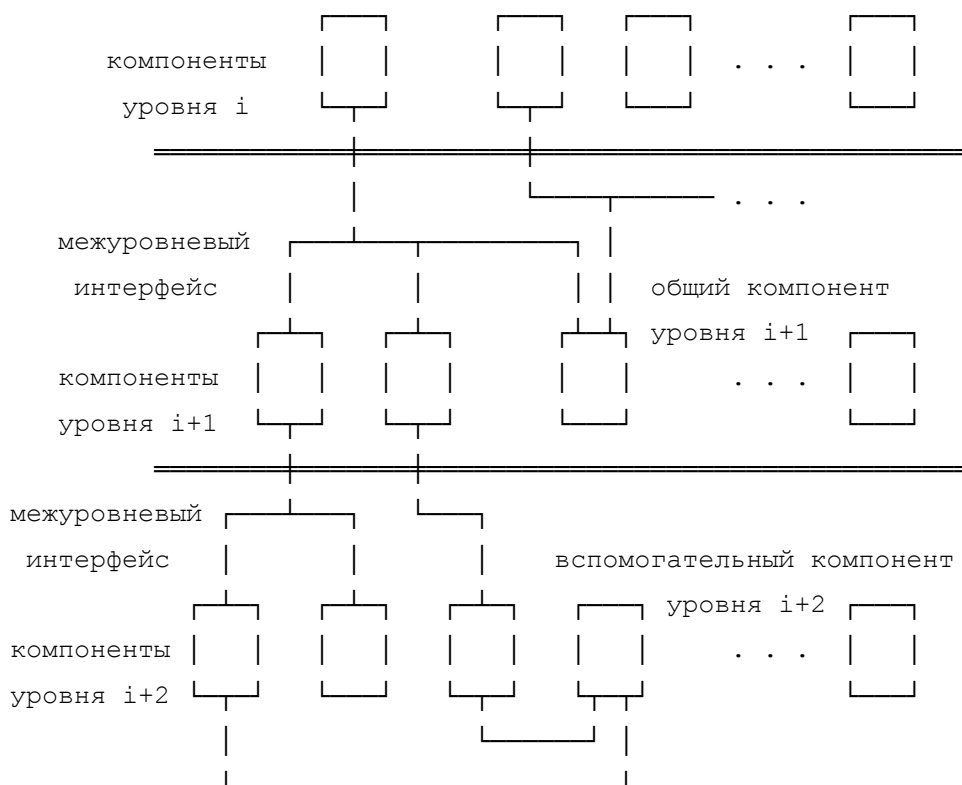 компоненты . . .
уровня i
. . .
межуровневый
интерфейс общий компонент
уровня i+1
компоненты . . .
уровня i+1
межуровневый
интерфейс вспомогательный компонент
уровня i+2
компоненты . . .
уровня i+2